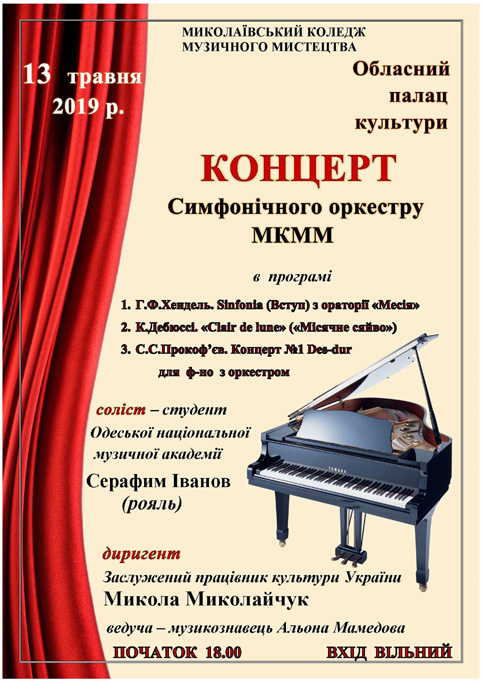 МИКОЛАЇВСЬКИЙ КОЛЕДЖ
МУЗИЧНОГО МИСТЕЦТВА
13 травня
2019 р.
Обласний
палац
культури
КОНЦЕРТ
Симфонічного оркестру
МКММ
в програмі
1. Г.Ф.Хендель. Sinfonia (Вступ) з ораторії «Месія»
2. К.Дебюссі. «Clair de lune» («Місячне сяйво»)
3. С.С.Прокоф’єв. Концерт №1 Des-dur
для ф-но з оркестром
соліст – студент
Одеської національної
музичної академії
Серафим Іванов
(рояль)
YAMAHA
диригент
Заслужений працівник культури України
Микола Миколайчук
ведуча – музикознавець Альона Мамедова
ПОЧАТОК 18.00 ВХІД ВІЛЬНИЙ